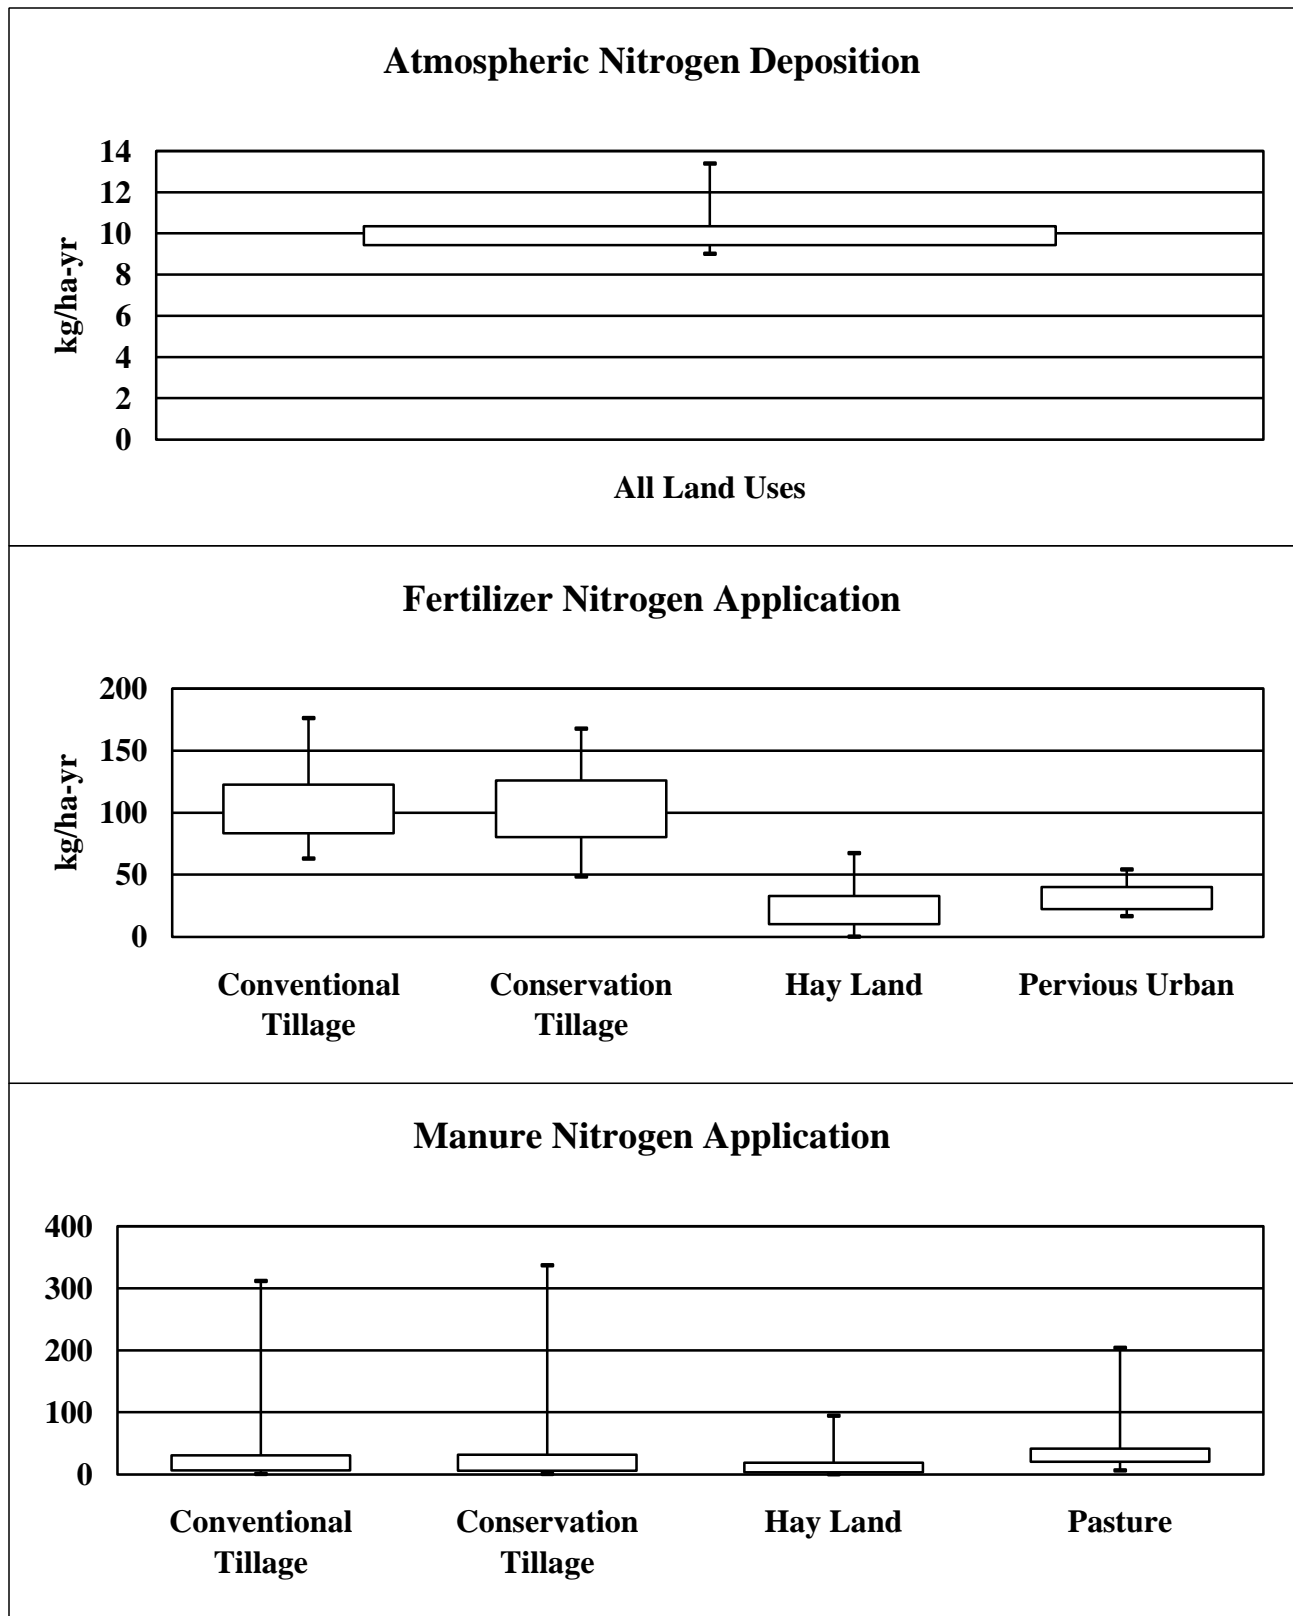 Atmospheric Nitrogen Deposition
14
12
10
8
6
4
2
0
kg/ha-yr
All Land Uses
Fertilizer Nitrogen Application
200
150
100
50
0
kg/ha-yr
Conventional Tillage
Conservation Tillage
Hay Land
Pervious Urban
Manure Nitrogen Application
400
300
200
100
0
Conventional Tillage
Conservation Tillage
Hay Land
Pasture